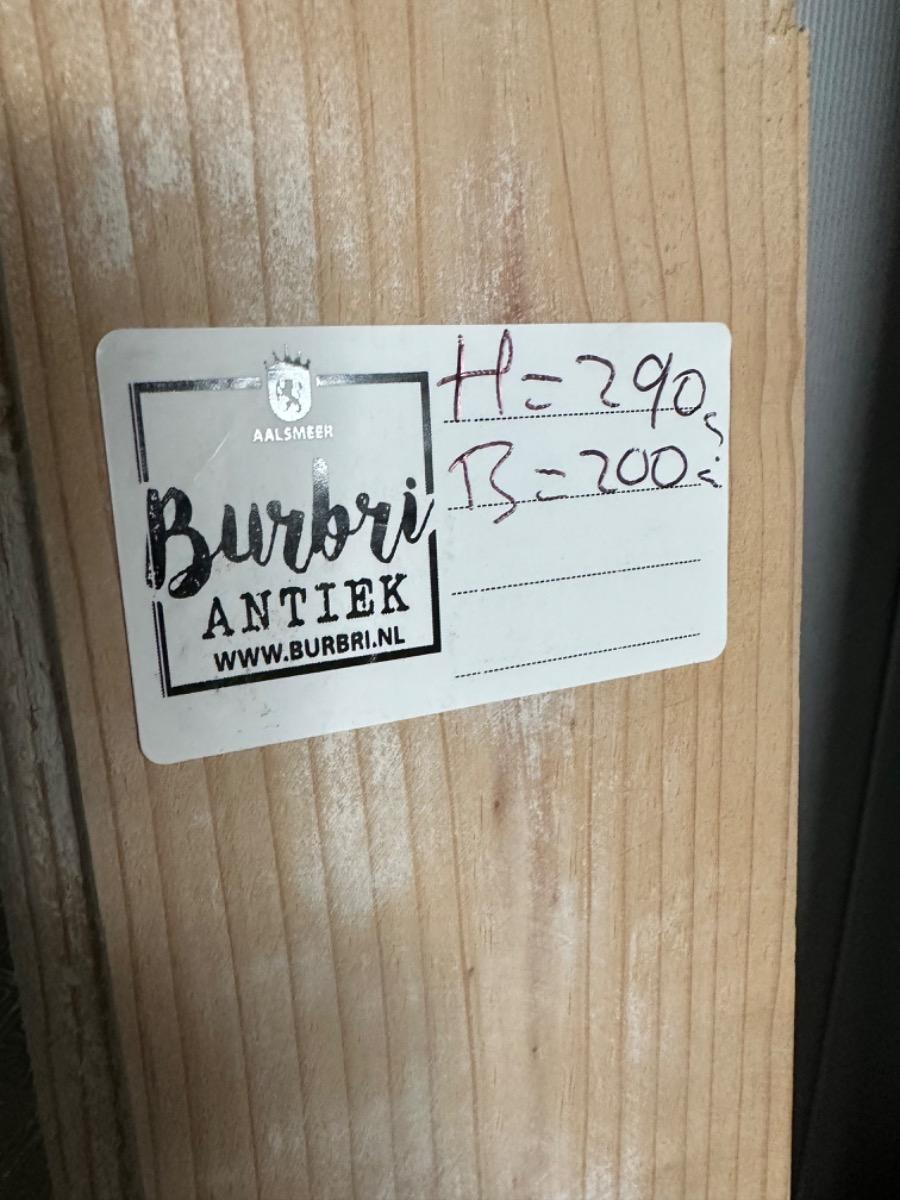 AALSMEER
Burbri
ANTIEK
WWW.BURBRI.NL
H=290
B=200